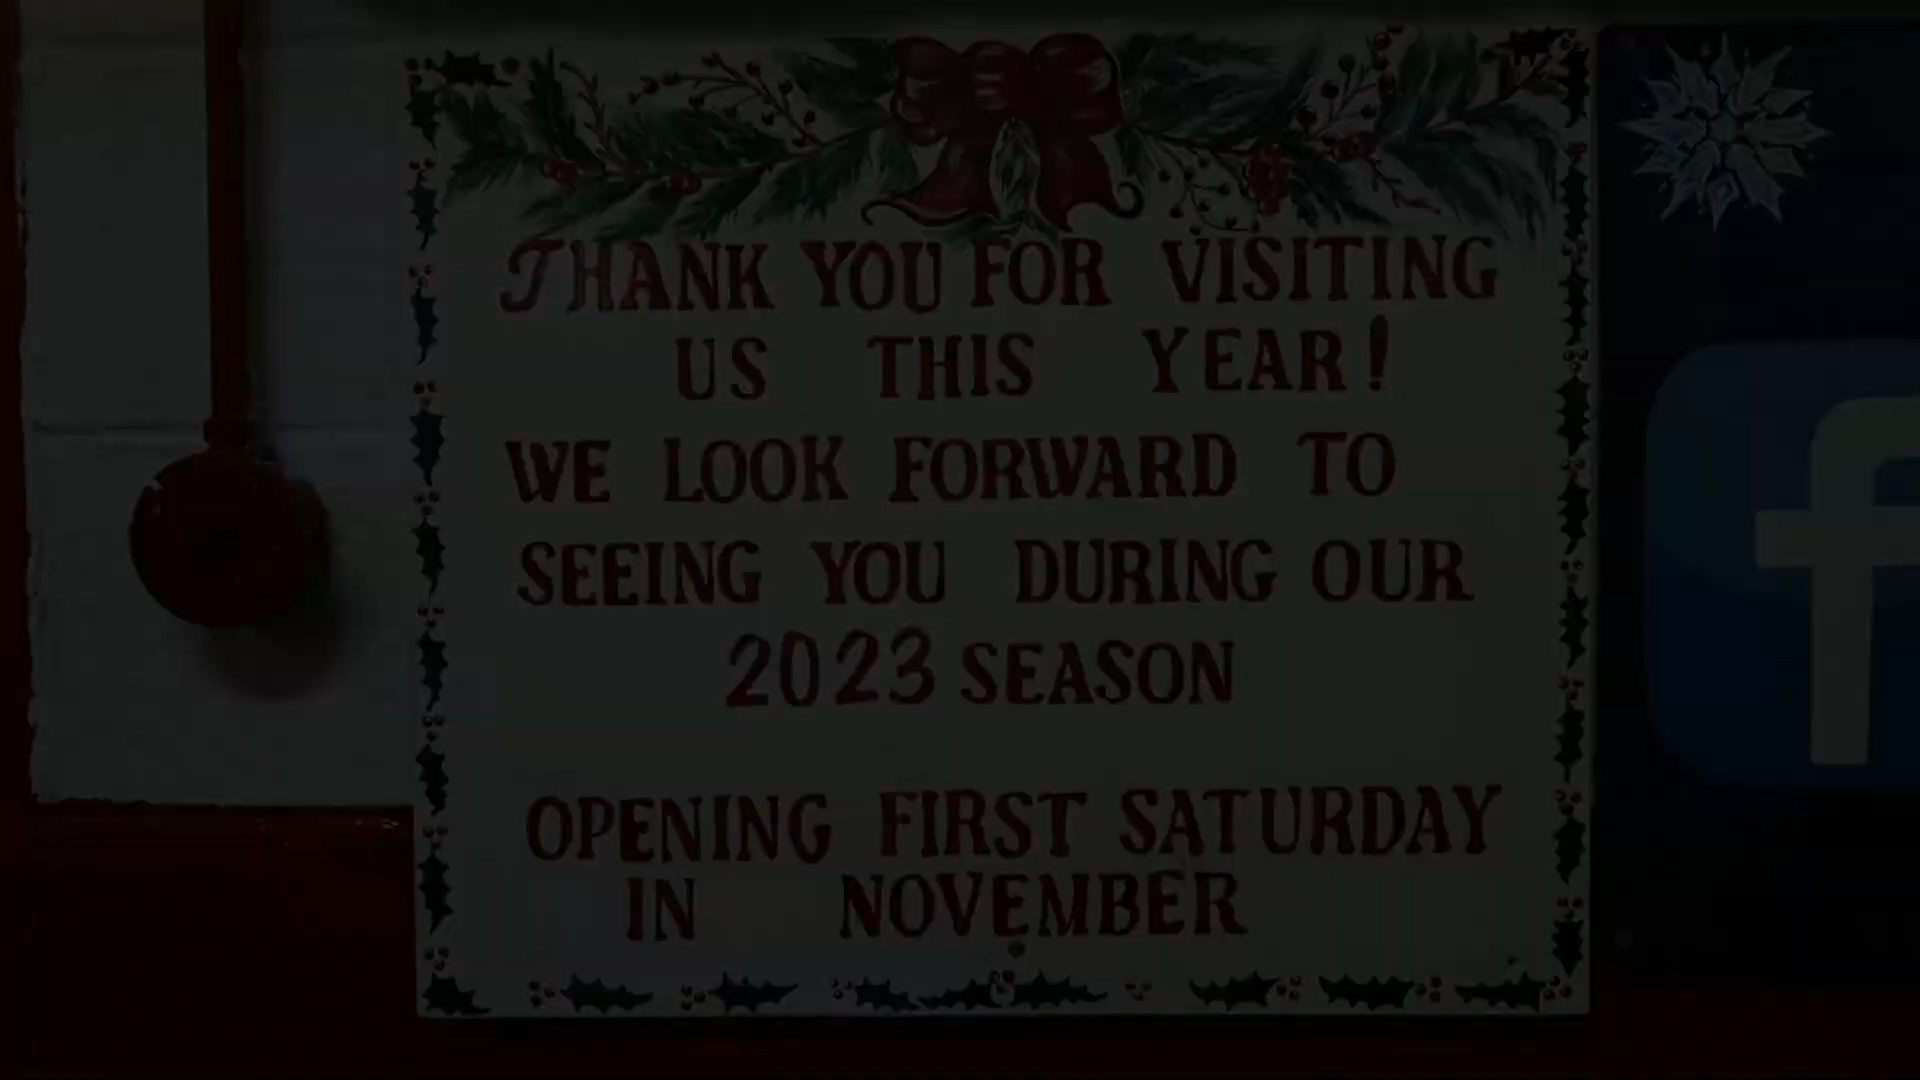 THANK YOU FOR VISITING
US THIS YEAR!
WE LOOK FORWARD TO
SEEING YOU DURING OUR
2023 SEASON
OPENING FIRST SATURDAY
IN NOVEMBER
f